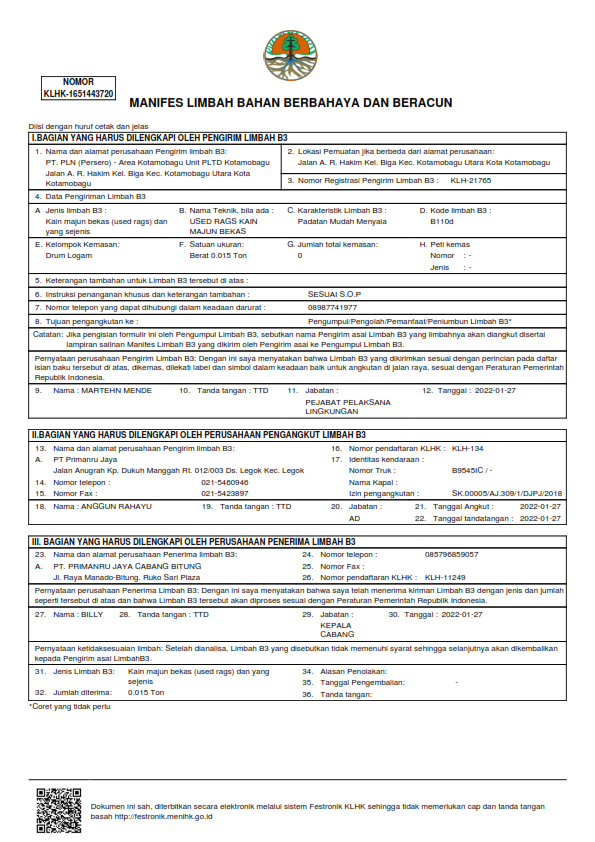 NOMOR
KLHK-1651443720
MANIFES LIMBAH BAHAN BERBAHAYA DAN BERACUN
Diisi dengan huruf cetak dan jelas
I.BAGIAN YANG HARUS DILENGKAPI OLEH PENGIRIM LIMBAH B3
1. Nama dan alamat perusahaan Pengirim limbah B3:
PT. PLN (Persero) - Area Kotamobagu Unit PLTD Kotamobagu
Jalan A. R. Hakim Kel. Biga Kec. Kotamobagu Utara Kota
Kotamobagu
2. Lokasi Pemuatan jika berbeda dari alamat perusahaan:
Jalan A. R. Hakim Kel. Biga Kec. Kotamobagu Utara Kota Kotamobagu
3. Nomor Registrasi Pengirim Limbah B3 : KLH-21765
4. Data Pengiriman Limbah B3
A Jenis limbah B3 :
Kain majun bekas (used rags) dan
yang sejenis
B. Nama Teknik, bila ada :
USED RAGS KAIN
MAJUN BEKAS
C. Karakteristik Limbah B3 :
Padatan Mudah Menyala
D. Kode limbah B3 :
B110d
E. Kelompok Kemasan:
Drum Logam
F. Satuan ukuran:
Berat 0.015 Ton
G. Jumlah total kemasan:
0
H. Peti kemas
Nomor : -
Jenis : -
5. Keterangan tambahan untuk Limbah B3 tersebut di atas :
6. Instruksi penanganan khusus dan keterangan tambahan : SESUAI S.O.P
7. Nomor telepon yang dapat dihubungi dalam keadaan darurat : 08987741977
8. Tujuan pengangkutan ke : Pengumpul/Pengolah/Pemanfaat/Penimbun Limbah B3*
Catatan: Jika pengisian formulir ini oleh Pengumpul Limbah B3, sebutkan nama Pengirim asal Limbah B3 yang limbahnya akan diangkut disertai
lampiran salinan Manifes Limbah B3 yang dikirim oleh Pengirim asal ke Pengumpul Limbah B3.
Pernyataan perusahaan Pengirim Limbah B3: Dengan ini saya menyatakan bahwa Limbah B3 yang dikirimkan sesuai dengan perincian pada daftar
isian baku tersebut di atas, dikemas, dilekati label dan simbol dalam keadaan baik untuk angkutan di jalan raya, sesuai dengan Peraturan Pemerintah
Republik Indonesia.
9. Nama : MARTEHN MENDE 10. Tanda tangan : TTD 11. Jabatan : 12. Tanggal : 2022-01-27
PEJABAT PELAKSANA
LINGKUNGAN
II.BAGIAN YANG HARUS DILENGKAPI OLEH PERUSAHAAN PENGANGKUT LIMBAH B3
13. Nama dan alamat perusahaan Pengirim limbah B3:
A. PT Primanru Jaya
Jalan Anugrah Kp, Dukuh Manggah Rt. 012/003 Ds. Legok Kec. Legok
14. Nomor telepon : 021-5460946
15. Nomor Fax : 021-5423897
16. Nomor pendaftaran KLHK : KLH-134
17. Identitas kendaraan :
Nomor Truk : B9545IC / -
Nama Kapal :
Izin pengangkutan : SK.00005/AJ.309/1/DJPJ/2018
18. Nama : ANGGUN RAHAYU 19. Tanda tangan : TTD 20. Jabatan : 21. Tanggal Angkut : 2022-01-27
AD 22. Tanggal tandatangan : 2022-01-27
III. BAGIAN YANG HARUS DILENGKAPI OLEH PERUSAHAAN PENERIMA LIMBAH B3
23. Nama dan alamat perusahaan Penerima limbah B3:
A. PT. PRIMANRU JAYA CABANG BITUNG
Jl. Raya Manado-Bitung. Ruko Sari Plaza
24. Nomor telepon : 085796859057
25. Nomor Fax :
26. Nomor pendaftaran KLHK : KLH-11249
Pernyataan perusahaan Penerima Limbah B3: Dengan ini saya menyatakan bahwa saya telah menerima kiriman Limbah B3 dengan jenis dan jumlah
seperti tersebut di atas dan bahwa Limbah B3 tersebut akan diproses sesuai dengan Peraturan Pemerintah Republik Indonesia.
27. Nama : BILLY 28. Tanda tangan : TTD 29. Jabatan : 30. Tanggal : 2022-01-27
KEPALA
CABANG
Pernyataan ketidaksesuaian limbah: Setelah dianalisa, Limbah B3 yang disebutkan tidak memenuhi syarat sehingga selanjutnya akan dikembalikan
kepada Pengirim asal LimbahB3.
31. Jenis Limbah B3: Kain majun bekas (used rags) dan yang
sejenis
32. Jumlah diterima: 0.015 Ton
34. Alasan Penolakan:
35. Tanggal Pengembalian: -
36. Tanda tangan:
*Coret yang tidak perlu
Dokumen ini sah, diterbitkan secara elektronik melalui sistem Festronik KLHK sehingga tidak memerlukan cap dan tanda tangan
basah http://festronik.menlhk.go.id